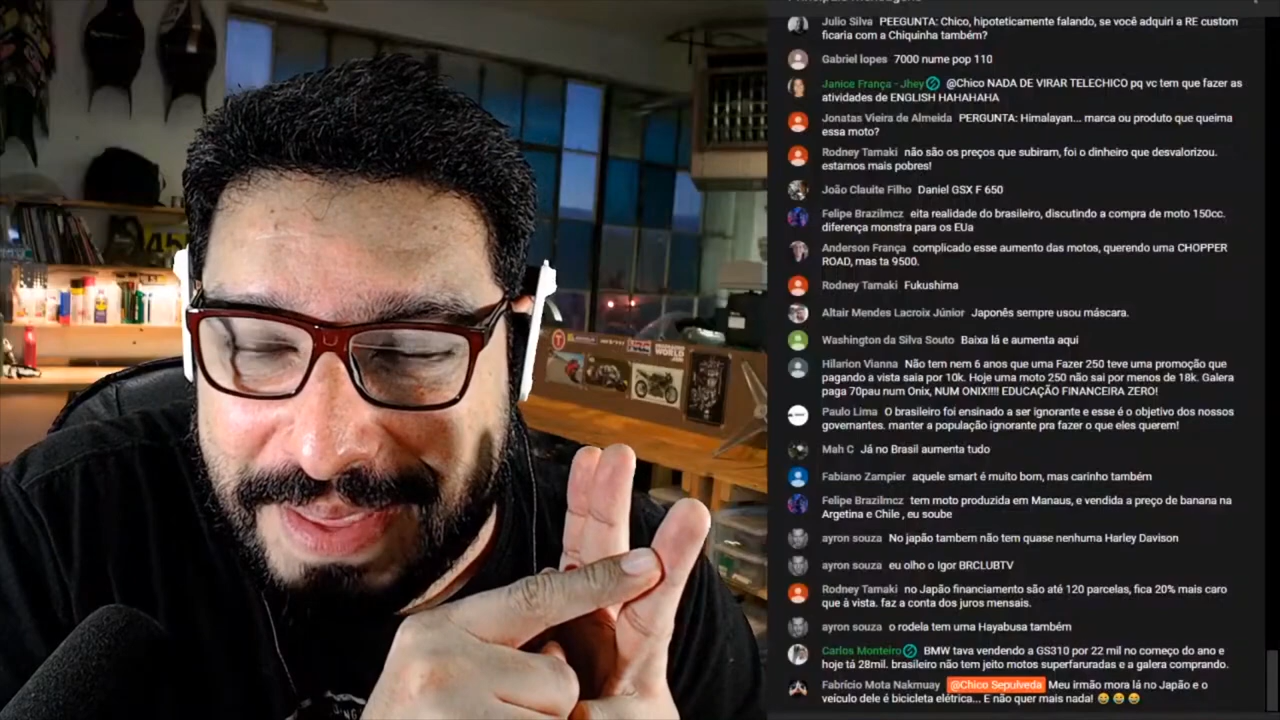 Julio Silva PEEGUNTA: Chico, hipoteticamente falando, se você adquiri a RE custom
ficaria com a Chiquinha também?
Gabriel lopes 7000 nume pop 110
Janice França - Jhey @Chico NADA DE VIRAR TELECHICO pq vc tem que fazer as
atividades de ENGLISH HAHAHAHA
Jonatas Vieira de Almeida PERGUNTA: Himalayan... marca ou produto que queima
essa moto?
Rodney Tamaki não são os preços que subiram, foi o dinheiro que desvalorizou.
estamos mais pobres!
João Clauite Filho Daniel GSX F 650
Felipe Brazilmcz eita realidade do brasileiro, discutindo a compra de moto 150cc.
diferença monstra para os EUa
Anderson França complicado esse aumento das motos, querendo uma CHOPPER
ROAD, mas ta 9500.
Rodney Tamaki Fukushima
Altair Mendes Lacroix Júnior Japonês sempre usou máscara.
Washington da Silva Souto Baixa lá e aumenta aqui
Hilarion Vianna Não tem nem 6 anos que uma Fazer 250 teve uma promoção que
pagando a vista saia por 10k. Hoje uma moto 250 não sai por menos de 18k. Galera
paga 70pau num Onix, NUM ONIX!!!! EDUCAÇÃO FINANCEIRA ZERO!
Paulo Lima O brasileiro foi ensinado a ser ignorante e esse é o objetivo dos nossos
governantes. manter a população ignorante pra fazer o que eles querem!
Mah C Já no Brasil aumenta tudo
Fabiano Zampier aquele smart é muito bom, mas carinho também
Felipe Brazilmcz tem moto produzida em Manaus, e vendida a preço de banana na
Argetina e Chile , eu soube
ayron souza No japão tambem não tem quase nenhuma Harley Davison
ayron souza eu olho o Igor BRCLUBTV
Rodney Tamaki no Japão financiamento são até 120 parcelas, fica 20% mais caro
que à vista. faz a conta dos juros mensais.
ayron souza o rodela tem uma Hayabusa também
Carlos Monteiro BMW tava vendendo a GS310 por 22 mil no começo do ano e
hoje tá 28mil. brasileiro não tem jeito motos superfaruradas e a galera comprando.
Fabrício Mota Nakmuay @Chico Sepulveda Meu irmão mora lá no Japão e o
veículo dele é bicicleta elétrica... E não quer mais nada! 😂😂😂